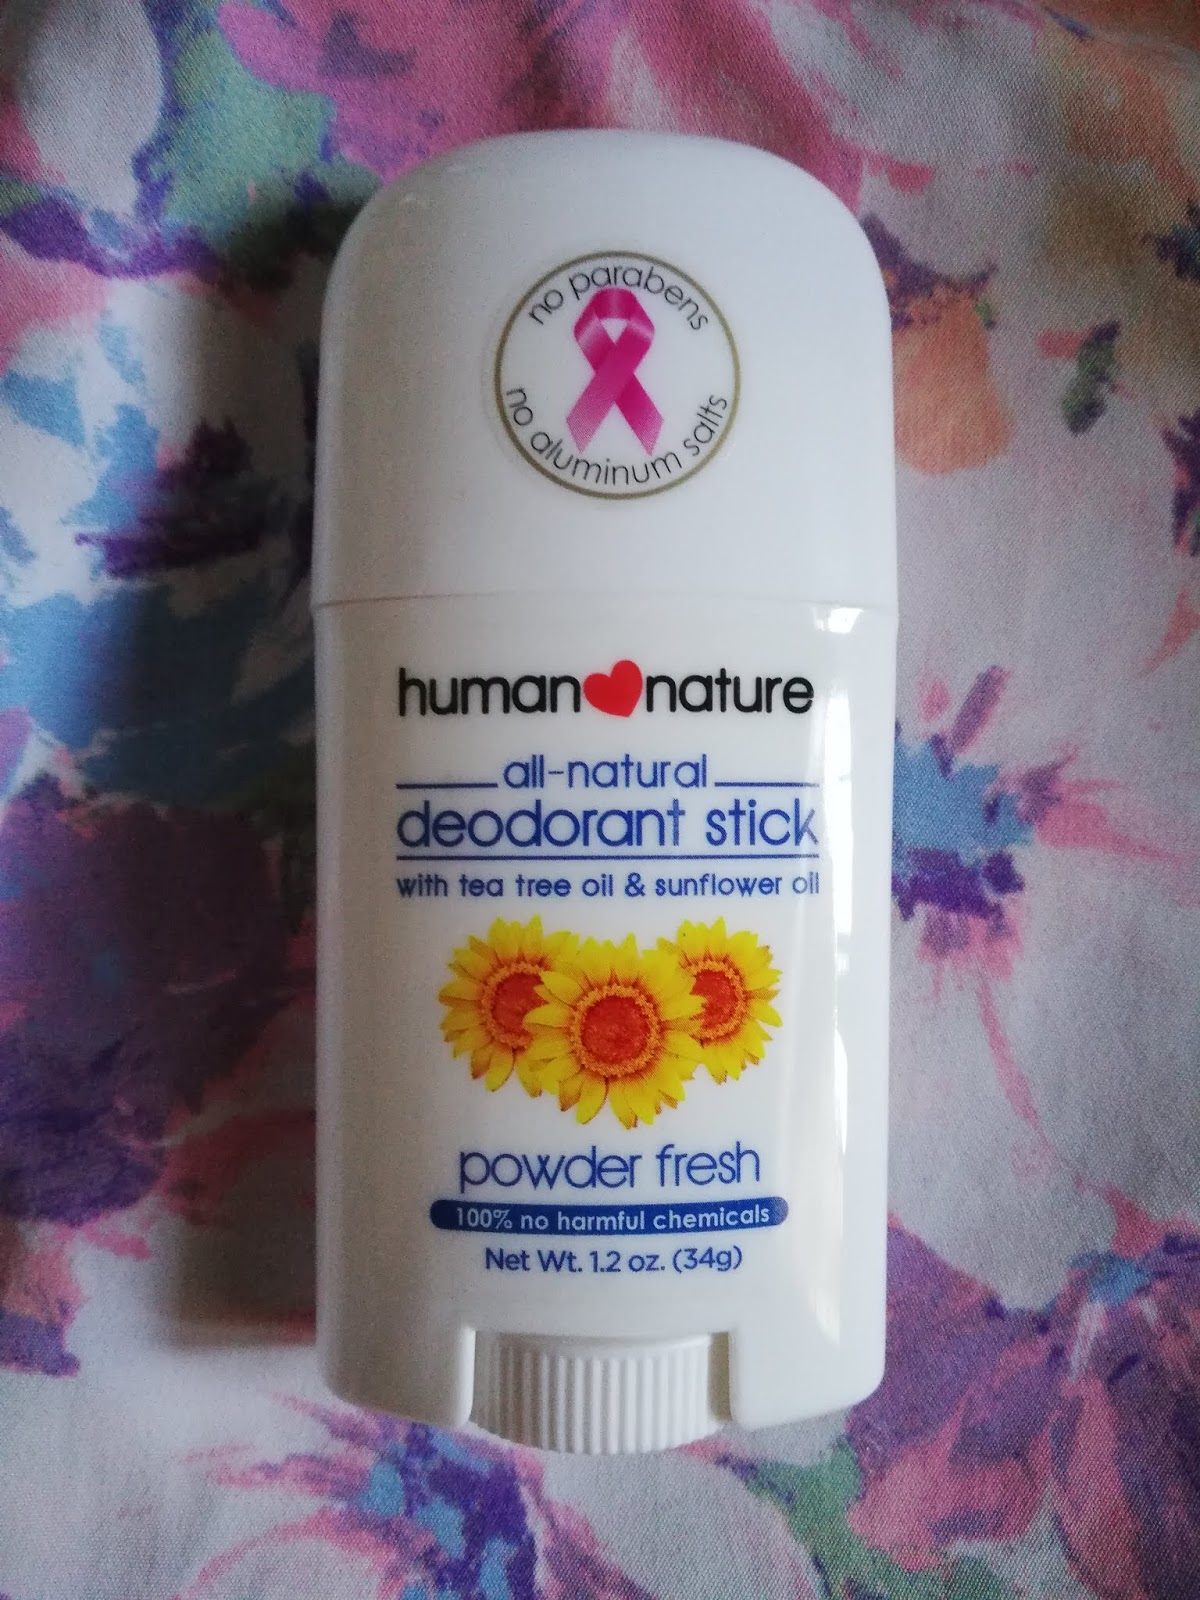 no parabens
no aluminum salts
human nature
all-natural
deodorant stick
with tea tree oil & sunflower oil
powder fresh
100% no harmful chemicals
Net Wt. 1.2 oz. (34g)